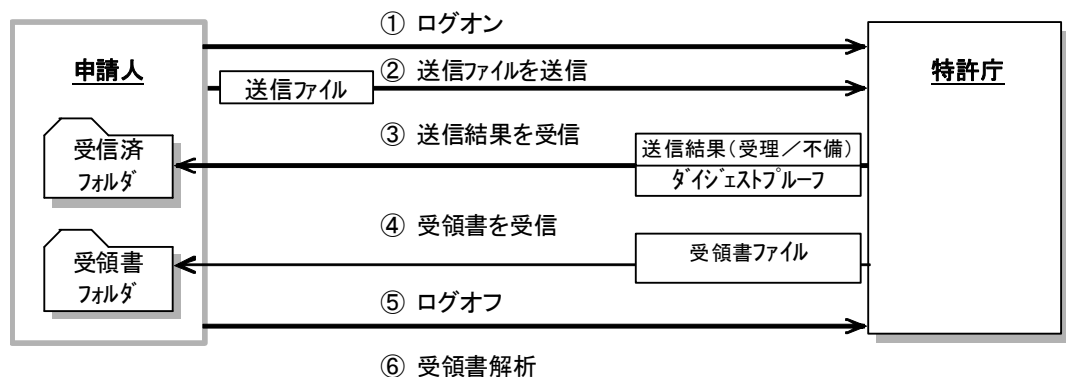 ① ログオン
申請人
特許庁
② 送信ファイルを送信
送信ファイル
③ 送信結果を受信
受信済
フォルダ
送信結果(受理/不備)
ダイジェストプルーフ
④ 受領書を受信
受領書
フォルダ
受領書ファイル
⑤ ログオフ
⑥ 受領書解析